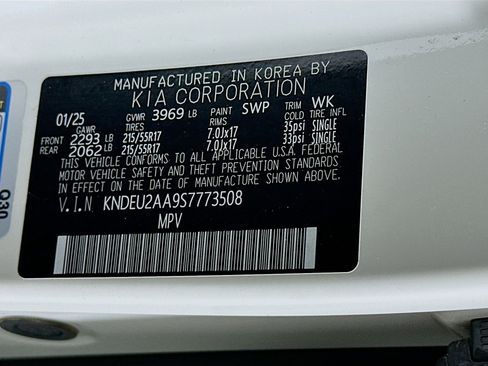 MANUFACTURED IN KOREA BY
KIA CORPORATION
01/25 GVWR 3969 LB PAINT SWP TRIM WK
GAWR TIRES RIMS COLD TIRE INFL
FRONT 2293 LB 215/55R17 7.0Jx17 35psi SINGLE
REAR 2062 LB 215/55R17 7.0Jx17 33psi SINGLE
THIS VEHICLE CONFORMS TO ALL APPLICABLE U.S.A. FEDERAL
MOTOR VEHICLE SAFETY AND THEFT PREVENTION STANDARDS
IN EFFECT ON THE DATE OF MANUFACTURE SHOWN ABOVE.
V.I.N KNDEU2AA9S7773508
MPV
Q30